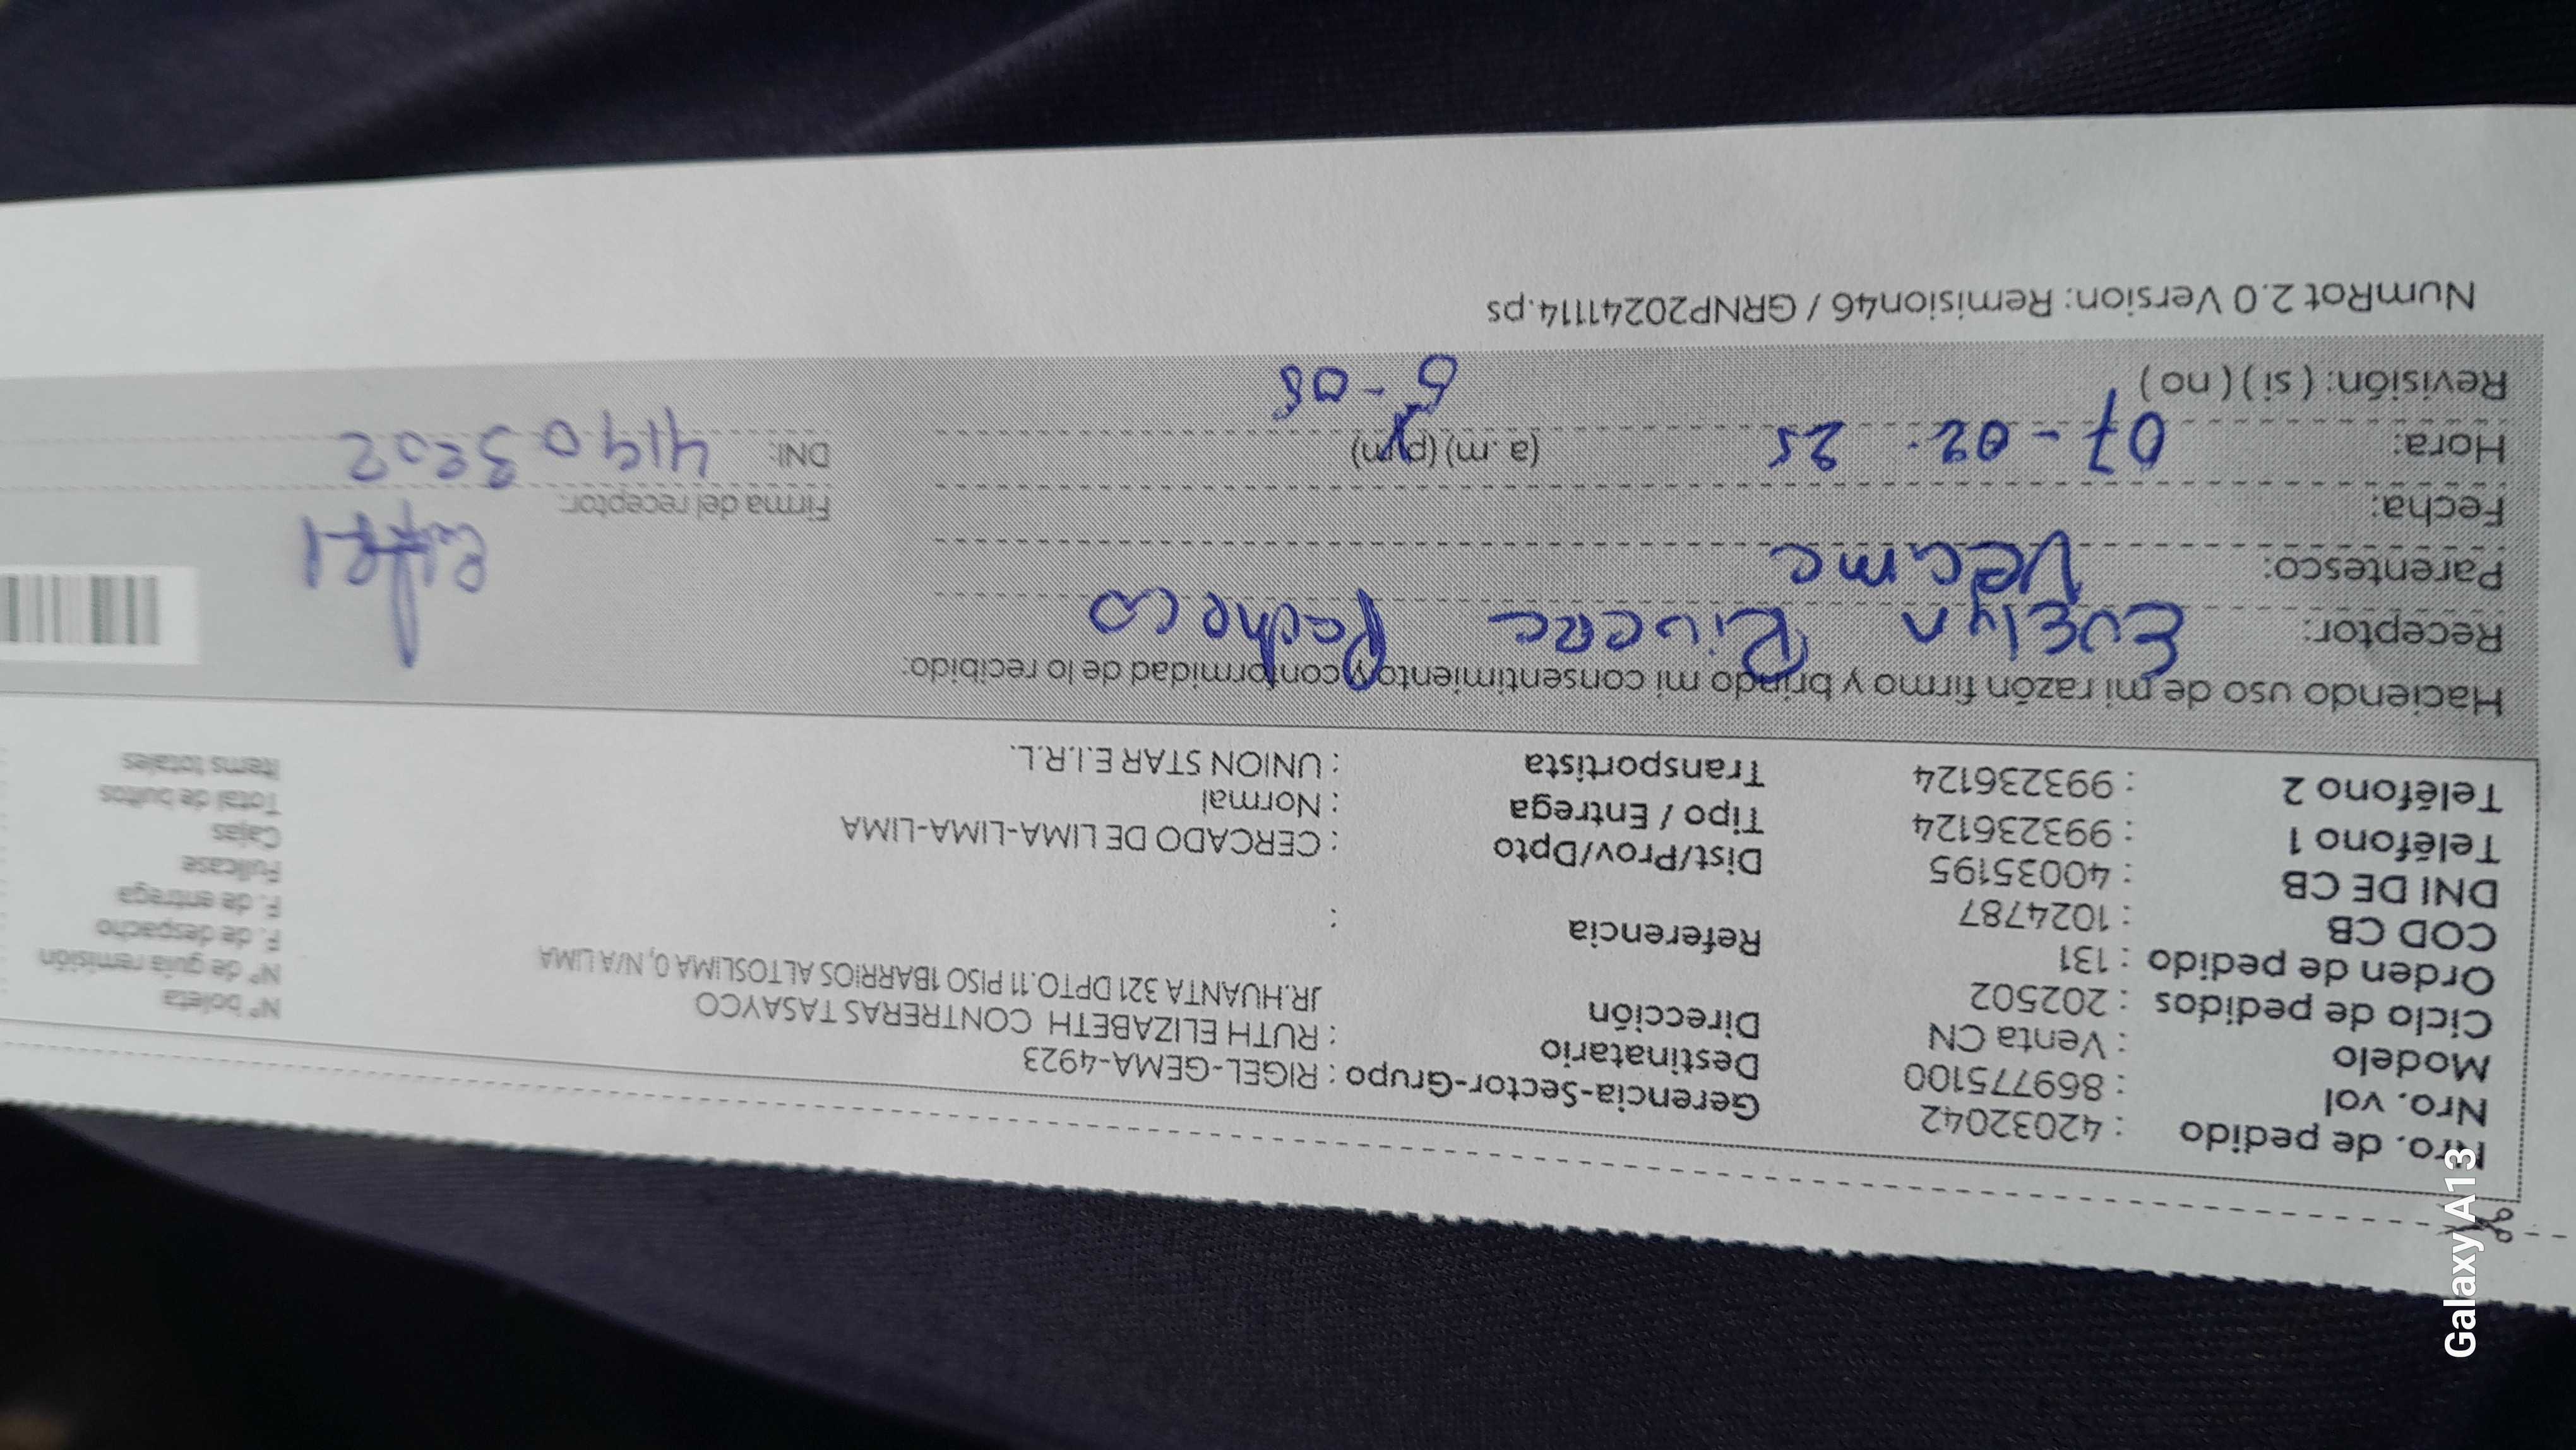 Nro. de pedido : 42032042 Gerencia-Sector-Grupo : RIGEL-GEMA-4923
Nro. vol : 869775100 Destinatario : RUTH ELIZABETH CONTRERAS TASAYCO
Modelo : Venta CN Dirección JR.HUANTA 321 DPTO.11 PISO 1BARRIOS ALTOSLIMA 0, N/A LIMA
Ciclo de pedidos : 202502
Orden de pedido : 131 Referencia :
COD CB : 1024787
DNI DE CB : 40035195 Dist/Prov/Dpto : CERCADO DE LIMA-LIMA-LIMA
Teléfono 1 : 993236124 Tipo / Entrega : Normal
Teléfono 2 : 993236124 Transportista : UNION STAR E.I.R.L.
N° boleta
N° de guía remisión
F. de despacho
F. de entrega
Fullcase
Cajas
Total de bultos
Items totales
Haciendo uso de mi razón firmo y brindo mi consentimiento y conformidad de lo recibido:
Receptor: Evelyn Rivera Pacheco
Parentesco:
Fecha: Firma del receptor:
Hora: 07-02-25 (a.m) (p.m) DNI:
Revisión: ( si ) ( no ) 5-08
NumRot 2.0 Version: Remision46 / GRNP20241114.ps
Galaxy A13